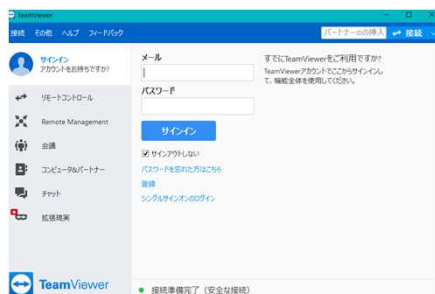 TeamViewer
接続 その他 ヘルプ フィードバック
パートナーIDの挿入 接続
サインイン
アカウントをお持ちですか?
リモートコントロール
Remote Management
会議
コンピュータ&パートナー
チャット
拡張現実
TeamViewer
メール
パスワード
サインイン
サインアウトしない
パスワードを忘れた方はこちら
登録
シングルサインオンのログイン
すでにTeamViewerをご利用ですか?
TeamViewerアカウントでここからサインインし
て、機能全体を使用してください。
接続準備完了（安全な接続）